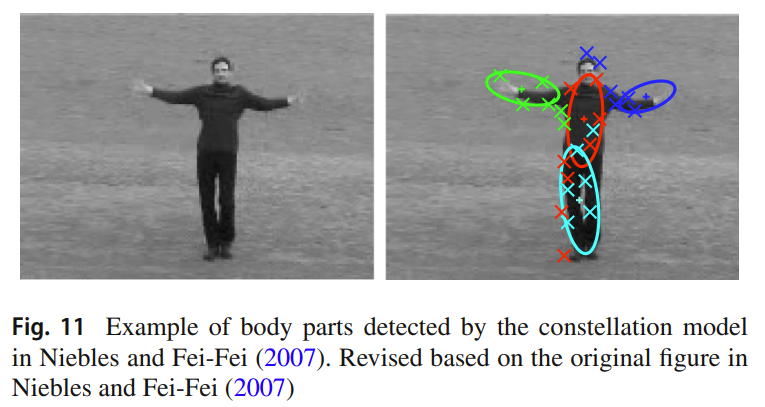 Fig. 11 Example of body parts detected by the constellation model
in Niebles and Fei-Fei (2007). Revised based on the original figure in
Niebles and Fei-Fei (2007)